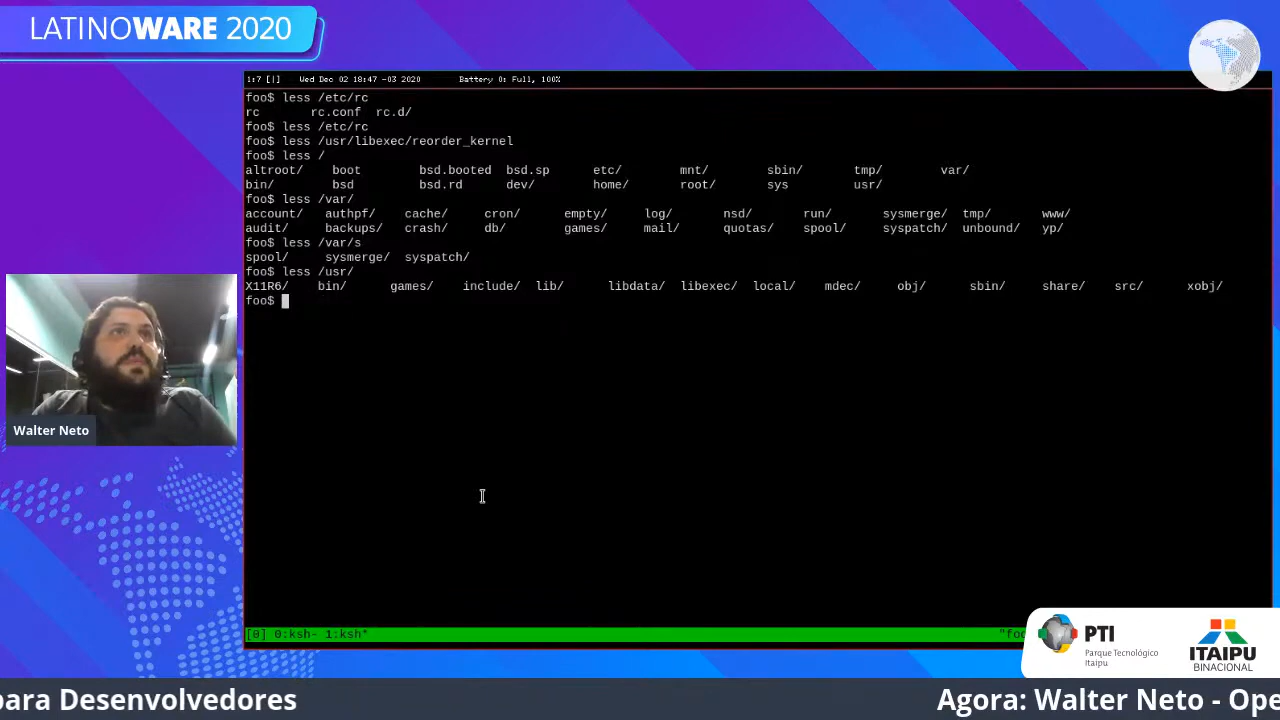 LATINOWARE 2020
1:7 [|] Wed Dec 02 18:47 -03 2020 Battery 0: Full, 100%
foo$ less /etc/rc
rc rc.conf rc.d/
foo$ less /etc/rc
foo$ less /usr/libexec/reorder_kernel
foo$ less /
altroot/ boot bsd.booted bsd.sp etc/ mnt/ sbin/ tmp/ var/
bin/ bsd bsd.rd dev/ home/ root/ sys usr/
foo$ less /var/
account/ authpf/ cache/ cron/ empty/ log/ nsd/ run/ sysmerge/ tmp/ www/
audit/ backups/ crash/ db/ games/ mail/ quotas/ spool/ syspatch/ unbound/ yp/
foo$ less /var/s
spool/ sysmerge/ syspatch/
foo$ less /usr/
X11R6/ bin/ games/ include/ lib/ libdata/ libexec/ local/ mdec/ obj/ sbin/ share/ src/ xobj/
foo$
Walter Neto
[0] 0:ksh- 1:ksh* "foo
PTI
Parque Tecnológico
Itaipu
ITAIPU
BINACIONAL
para Desenvolvedores Agora: Walter Neto - Ope